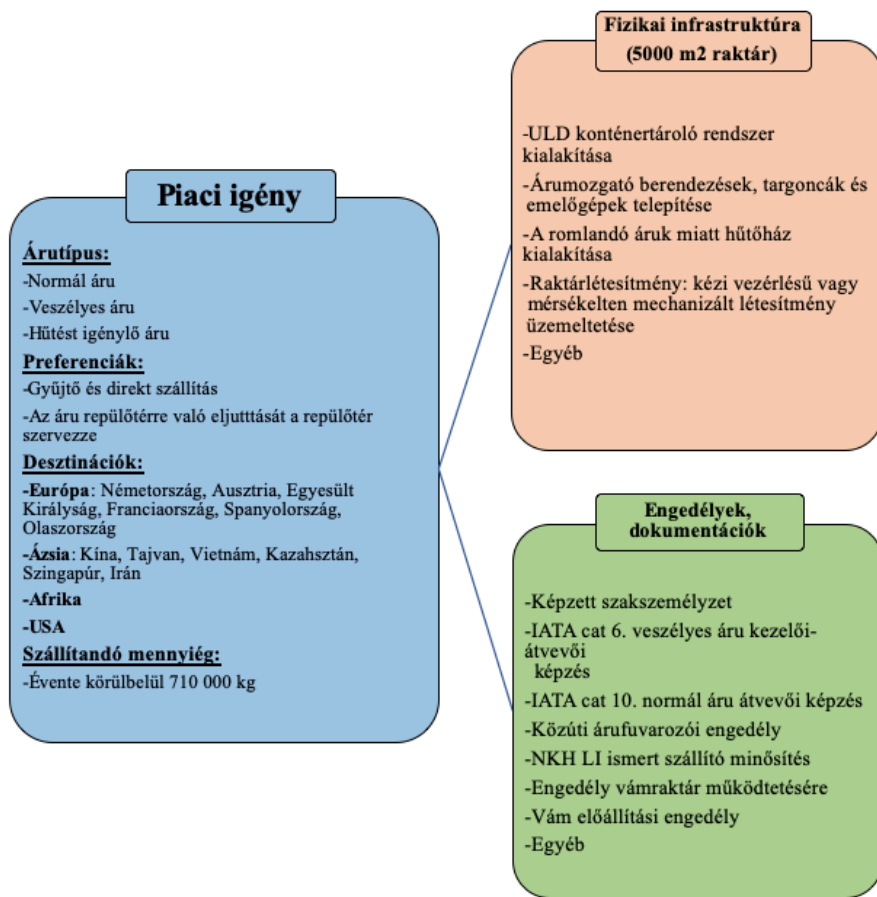 Piaci igény
Árutípus:
-Normál áru
-Veszélyes áru
-Hűtést igénylő áru
Preferenciák:
-Gyűjtő és direkt szállítás
-Az áru repülőtérre való eljutttását a repülőtér
szervezze
Desztinációk:
-Európa: Németország, Ausztria, Egyesült
Királyság, Franciaország, Spanyolország,
Olaszország
-Ázsia: Kína, Tajvan, Vietnám, Kazahsztán,
Szingapúr, Irán
-Afrika
-USA
Szállítandó mennyiég:
-Évente körülbelül 710 000 kg
Fizikai infrastruktúra
(5000 m2 raktár)
-ULD konténertároló rendszer
kialakítása
-Árumozgató berendezések, targoncák és
emelőgépek telepítése
-A romlandó áruk miatt hűtőház
kialakítása
-Raktárlétesítmény: kézi vezérlésű vagy
mérsékelten mechanizált létesítmény
üzemeltetése
-Egyéb
Engedélyek,
dokumentációk
-Képzett szakszemélyzet
-IATA cat 6. veszélyes áru kezelői-
átvevői
képzés
-IATA cat 10. normál áru átvevői képzés
-Közúti árufuvarozói engedély
-NKH LI ismert szállító minősítés
-Engedély vámraktár működtetésére
-Vám előállítási engedély
-Egyéb